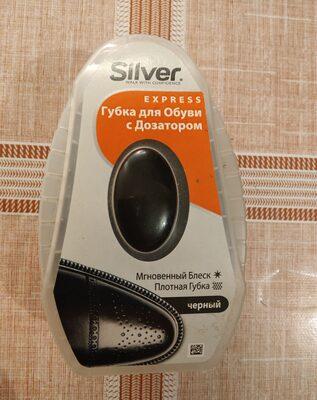 Silver.
WALK WITH CONFIDENCE
EXPRESS
Губка для Обуви
с Дозатором
Мгновенный Блеск
Плотная Губка
черный